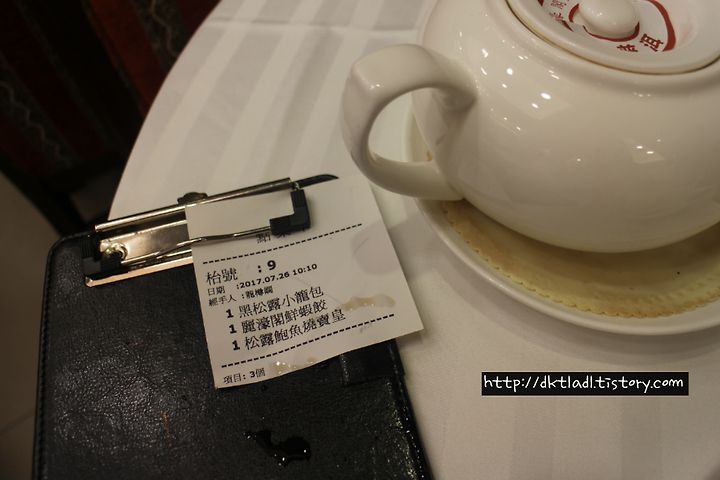 枱號 : 9
日期 :2017.07.26 10:10
經手人 :龍
1 黑松露小籠包
1 麗濠閣鮮蝦餃
1 松露鮑魚燒賣皇
項目: 3個
http://dktladl.tistory.com